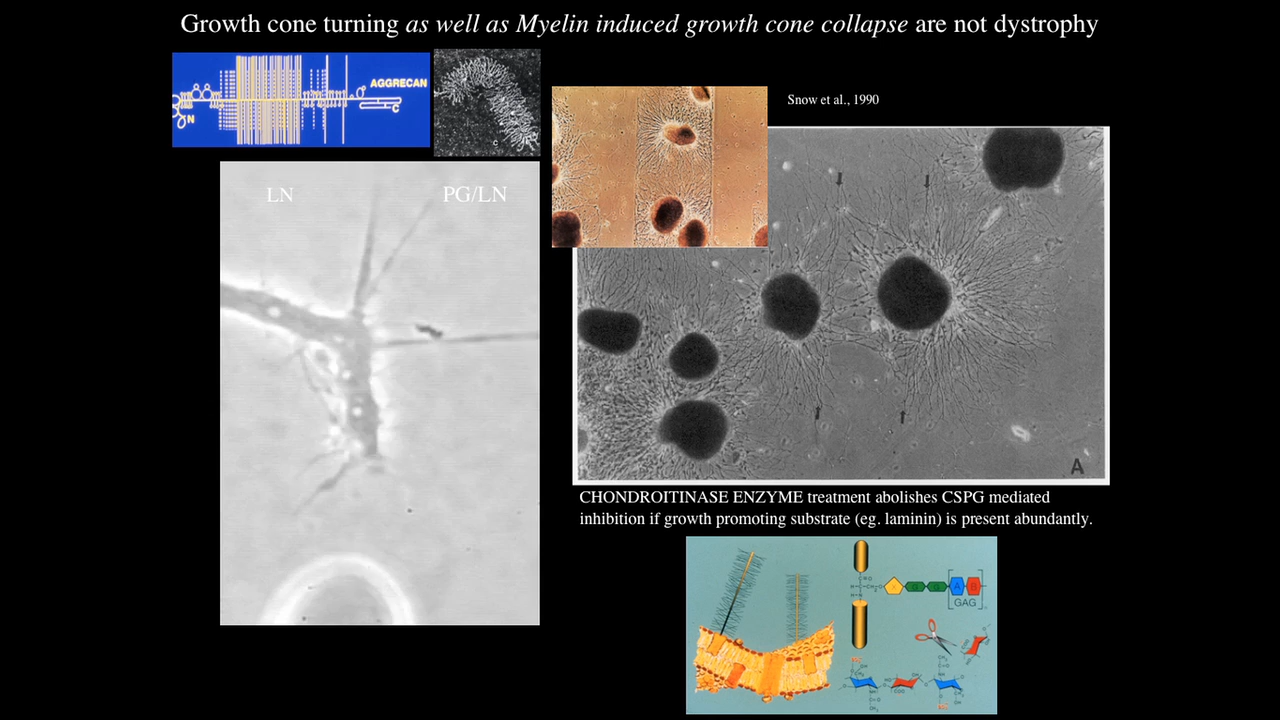 Growth cone turning as well as Myelin induced growth cone collapse are not dystrophy
AGGRECAN
N
C
Snow et al., 1990
LN
PG/LN
A
CHONDROITINASE ENZYME treatment abolishes CSPG mediated
inhibition if growth promoting substrate (eg. laminin) is present abundantly.
GAG